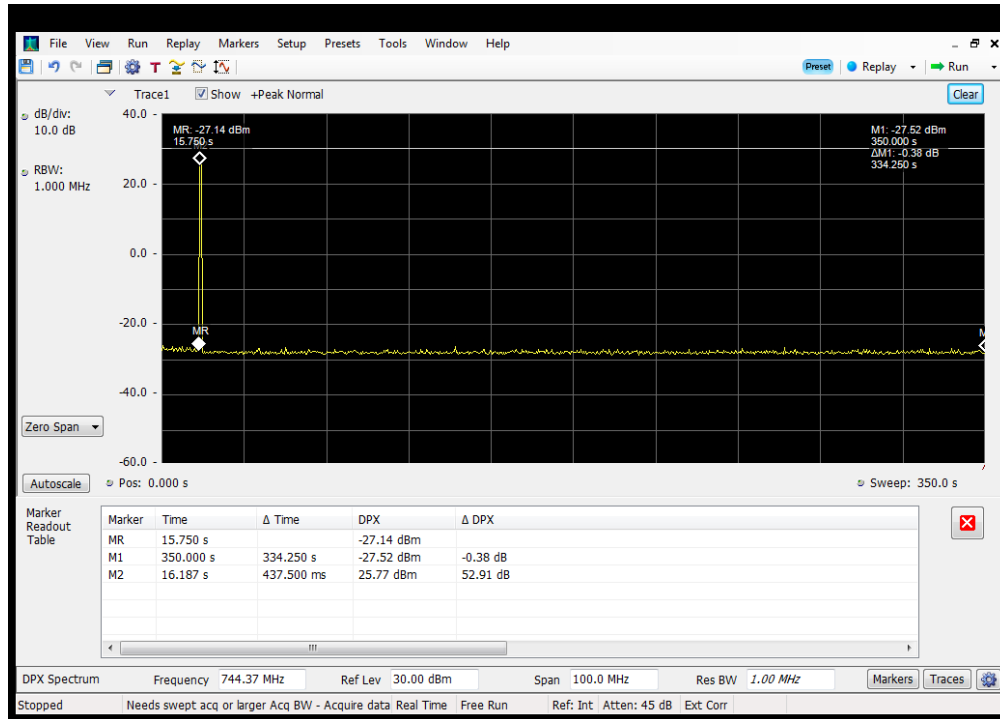 File View Run Replay Markers Setup Presets Tools Window Help
T Preset Replay Run
Trace1 Show +Peak Normal Clear
dB/div:
10.0 dB
RBW:
1.000 MHz
40.0
20.0
0.0
-20.0
-40.0
-60.0
MR: -27.14 dBm
15.750 s
M1: -27.52 dBm
350.000 s
ΔM1: -0.38 dB
334.250 s
MR
Zero Span
Autoscale Pos: 0.000 s Sweep: 350.0 s
Marker
Readout
Table
Marker Time Δ Time DPX Δ DPX
MR 15.750 s -27.14 dBm
M1 350.000 s 334.250 s -27.52 dBm -0.38 dB
M2 16.187 s 437.500 ms 25.77 dBm 52.91 dB
DPX Spectrum Frequency 744.37 MHz Ref Lev 30.00 dBm Span 100.0 MHz Res BW 1.00 MHz Markers Traces
Stopped Needs swept acq or larger Acq BW - Acquire data Real Time Free Run Ref: Int Atten: 45 dB Ext Corr